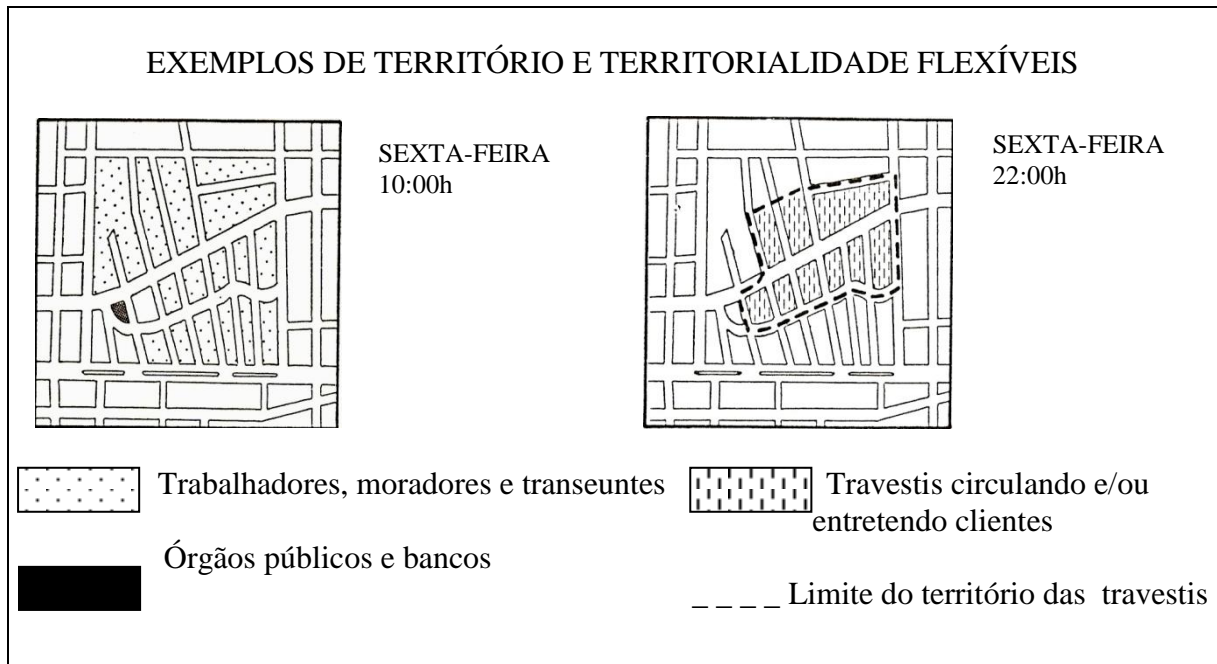 EXEMPLOS DE TERRITÓRIO E TERRITORIALIDADE FLEXÍVEIS
SEXTA-FEIRA
10:00h
SEXTA-FEIRA
22:00h
Trabalhadores, moradores e transeuntes
Travestis circulando e/ou
entretendo clientes
Órgãos públicos e bancos
_ _ _ _ Limite do território das travestis